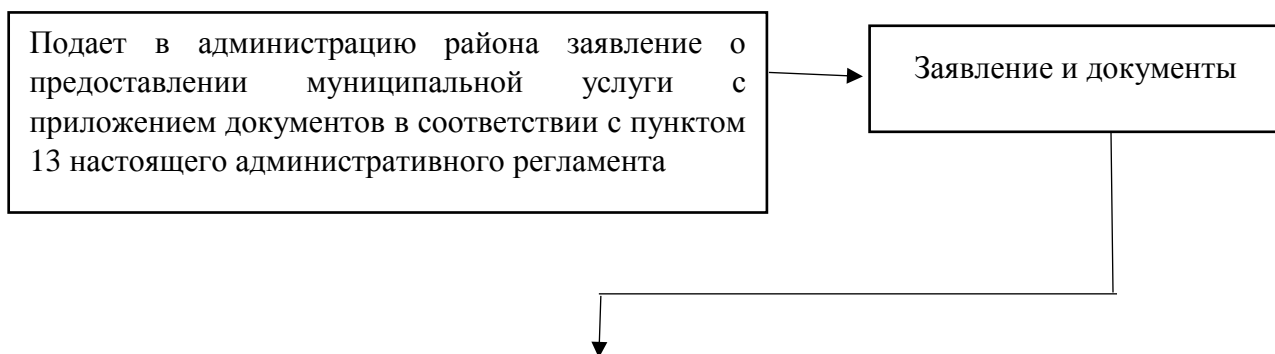 Подает в администрацию района заявление о
предоставлении муниципальной услуги с
приложением документов в соответствии с пунктом
13 настоящего административного регламента
Заявление и документы